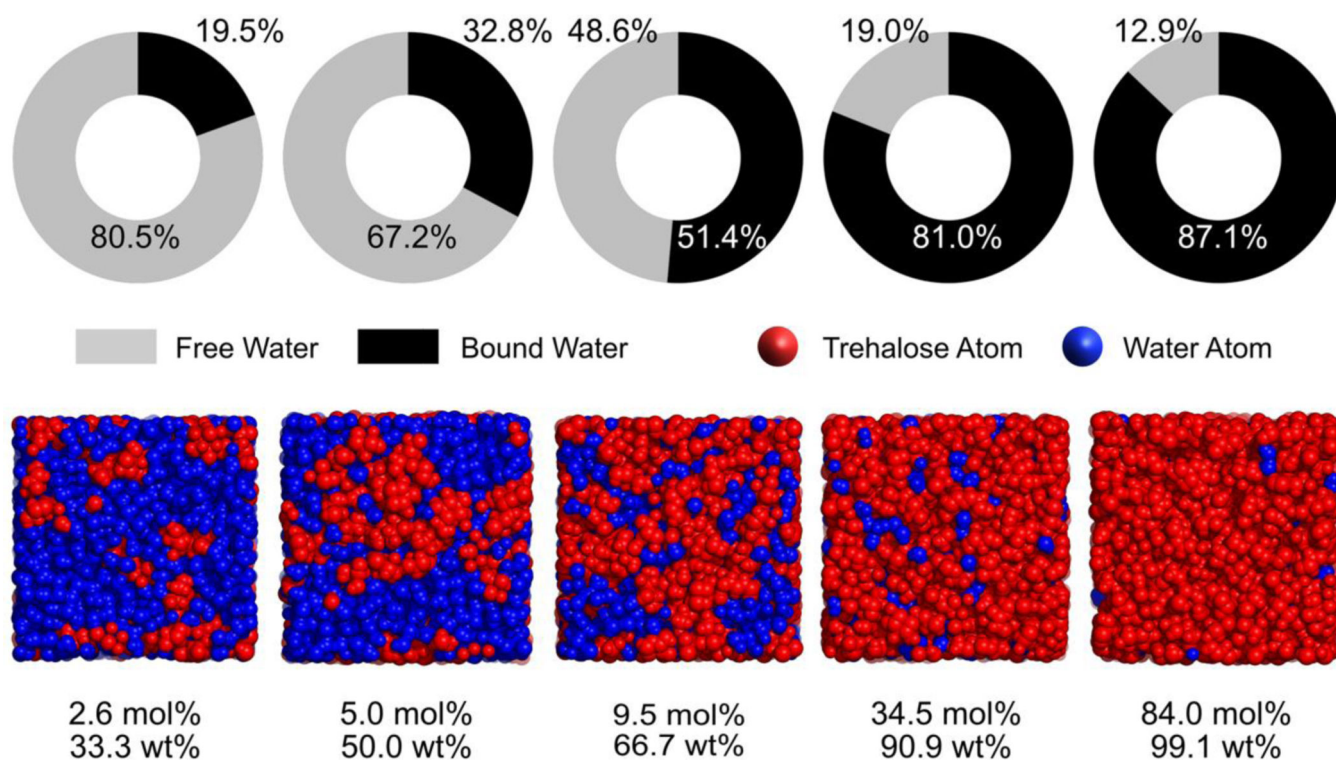 19.5% 32.8% 48.6% 19.0% 12.9%
80.5% 67.2% 51.4% 81.0% 87.1%
Free Water Bound Water Trehalose Atom Water Atom
2.6 mol% 5.0 mol% 9.5 mol% 34.5 mol% 84.0 mol%
33.3 wt% 50.0 wt% 66.7 wt% 90.9 wt% 99.1 wt%